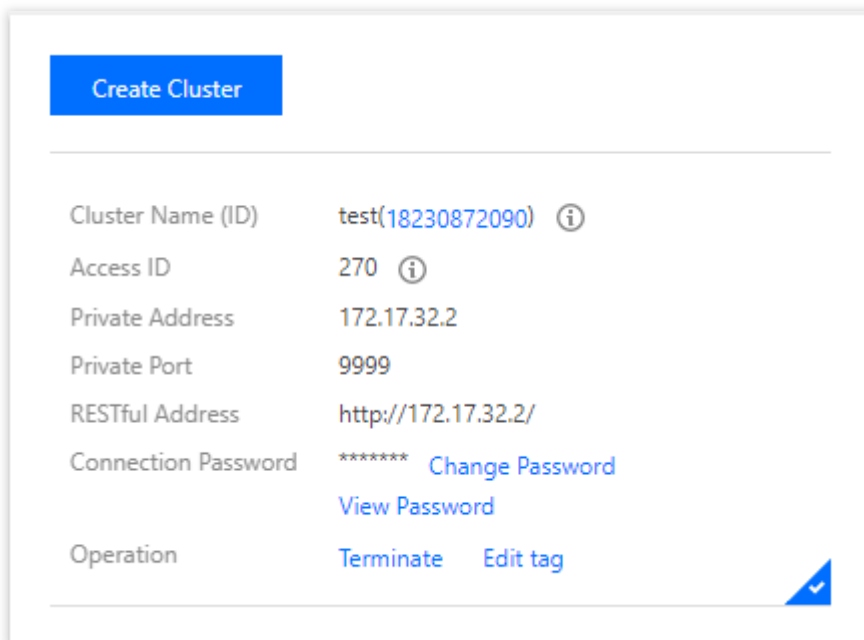 Create Cluster
Cluster Name (ID) test(18230872090)
Access ID 270
Private Address 172.17.32.2
Private Port 9999
RESTful Address http://172.17.32.2/
Connection Password ******* Change Password
View Password
Operation Terminate Edit tag